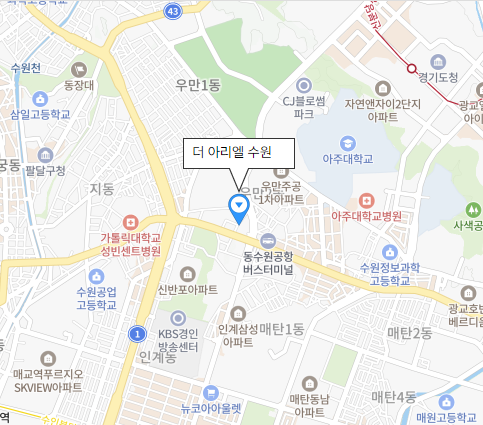 43
수원천
동장대
우만1동
경기도청
삼일고등학교
CJ블로썸
파크
자연앤자이2단지
아파트
광교
아이
팔달구청
궁동
더 아리엘 수원
아주대학교
지동
우만주공
1차아파트
아주대학교병원
사색공
가톨릭대학교
성빈센트병원
동수원공항
버스터미널
수원정보과학
고등학교
수원공업
고등학교
신반포아파트
광교호반
베르디움
KBS경인
방송센터
인계삼성
아파트
매탄1동
매탄2동
1
인계동
매교역푸르지오
SKVIEW아파트
뉴코아아울렛
매탄동남
아파트
매탄4동
매원고등학교
역